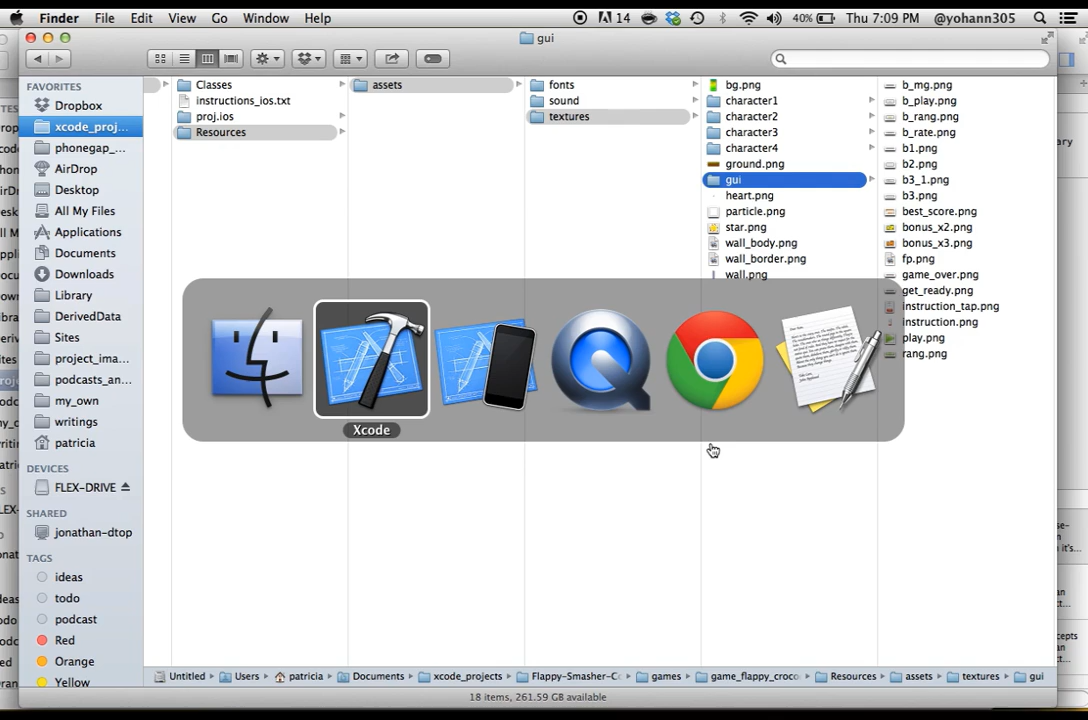 Finder File Edit View Go Window Help 14 40% Thu 7:09 PM @yohann305
gui
FAVORITES
Dropbox
xcode_proj...
phonegap_...
AirDrop
Desktop
All My Files
Applications
Documents
Downloads
Library
DerivedData
Sites
project_ima...
podcasts_an...
my_own
writings
patricia
DEVICES
FLEX-DRIVE
SHARED
jonathan-dtop
TAGS
ideas
todo
podcast
Red
Orange
Yellow
Classes
instructions_ios.txt
proj.ios
Resources
assets
fonts
sound
textures
bg.png
character1
character2
character3
character4
ground.png
gui
heart.png
particle.png
star.png
wall_body.png
wall_border.png
wall.png
b_mg.png
b_play.png
b_rang.png
b_rate.png
b1.png
b2.png
b3_1.png
b3.png
best_score.png
bonus_x2.png
bonus_x3.png
fp.png
game_over.png
get_ready.png
instruction_tap.png
instruction.png
play.png
rang.png
Xcode
Untitled Users patricia Documents xcode_projects Flappy-Smasher-C games game_flappy_croco Resources assets textures gui
18 items, 261.59 GB available